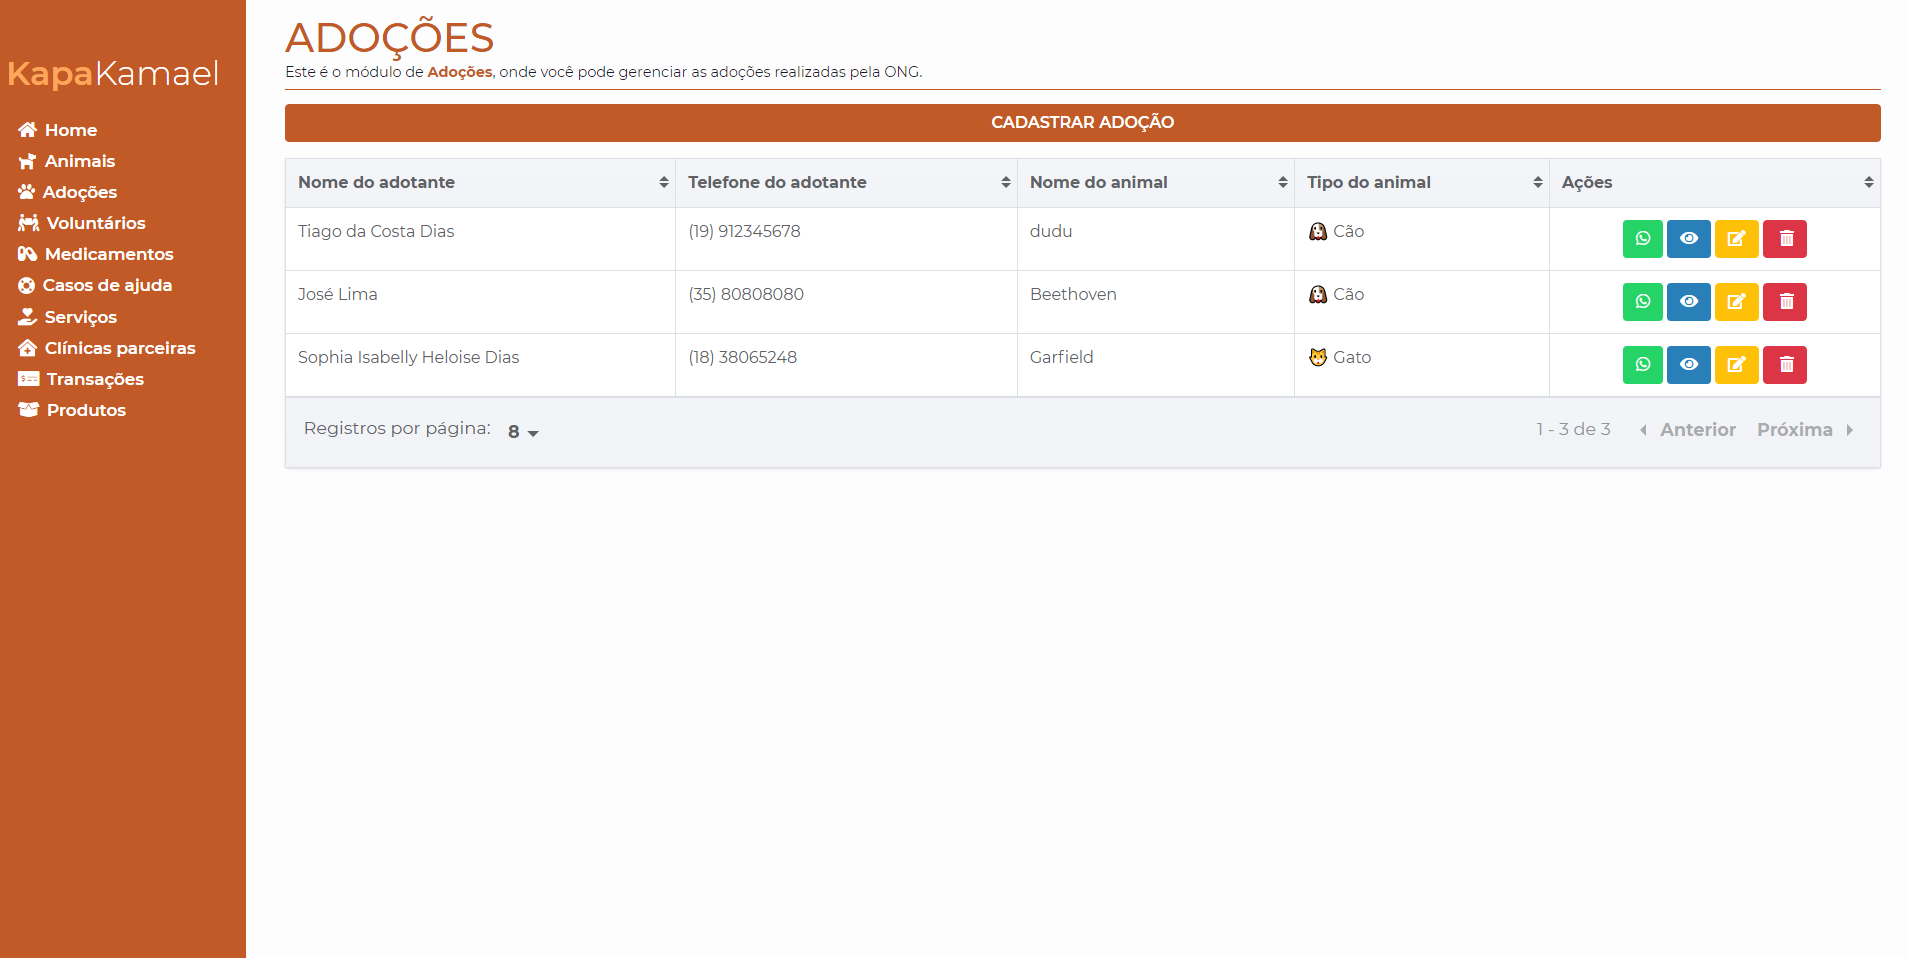 KapaKamael
Home
Animais
Adoções
Voluntários
Medicamentos
Casos de ajuda
Serviços
Clínicas parceiras
Transações
Produtos
ADOÇÕES
Este é o módulo de Adoções, onde você pode gerenciar as adoções realizadas pela ONG.
CADASTRAR ADOÇÃO
Nome do adotante Telefone do adotante Nome do animal Tipo do animal Ações
Tiago da Costa Dias (19) 912345678 dudu Cão
José Lima (35) 80808080 Beethoven Cão
Sophia Isabelly Heloise Dias (18) 38065248 Garfield Gato
Registros por página: 8 1 - 3 de 3 Anterior Próxima